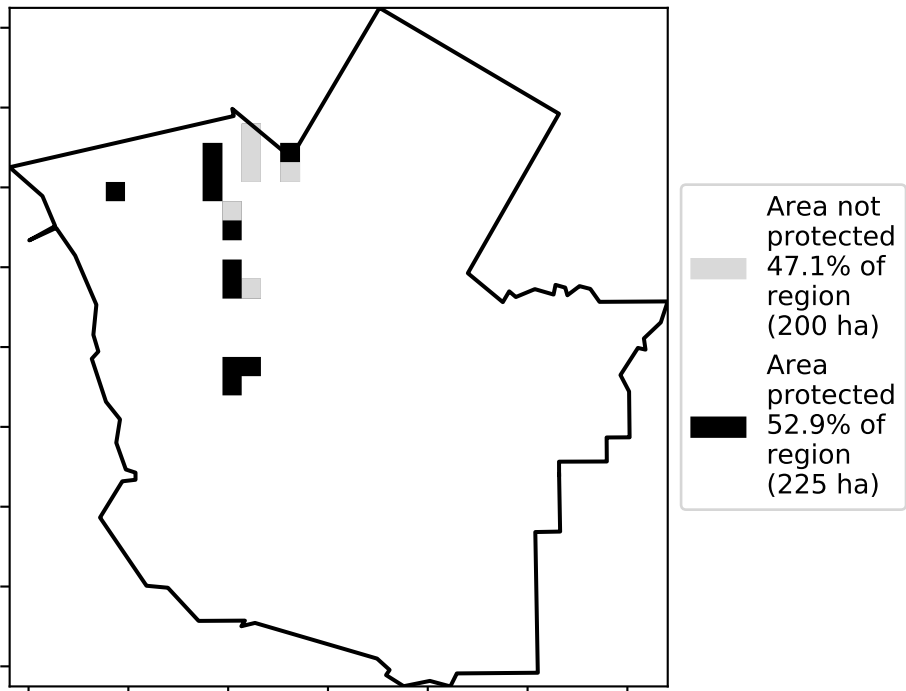 Area not
protected
47.1% of
region
(200 ha)
Area
protected
52.9% of
region
(225 ha)